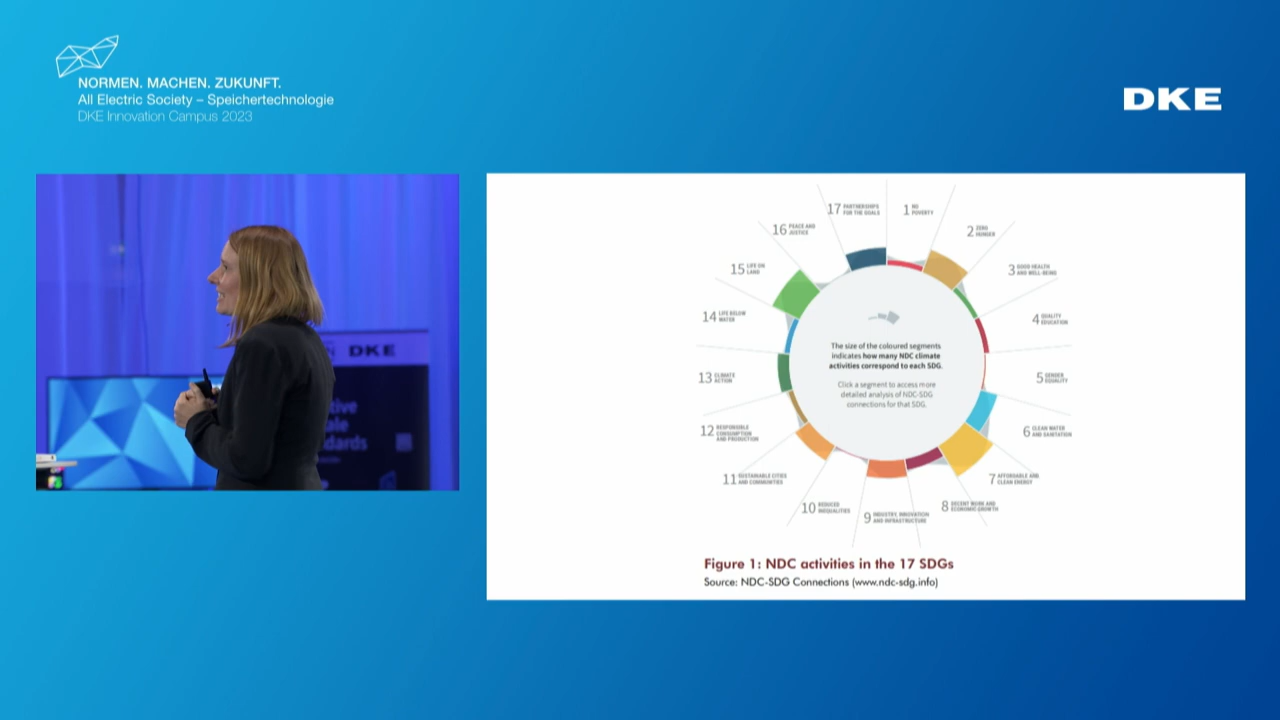 NORMEN. MACHEN. ZUKUNFT.
All Electric Society – Speichertechnologie
DKE Innovation Campus 2023
DKE
DKE
17 PARTNERSHIPS
FOR THE GOALS
1 NO
POVERTY
2 ZERO
HUNGER
3 GOOD HEALTH
AND WELL-BEING
4 QUALITY
EDUCATION
5 GENDER
EQUALITY
6 CLEAN WATER
AND SANITATION
7 AFFORDABLE AND
CLEAN ENERGY
8 DECENT WORK AND
ECONOMIC GROWTH
9 INDUSTRY, INNOVATION
AND INFRASTRUCTURE
10 REDUCED
INEQUALITIES
11 SUSTAINABLE CITIES
AND COMMUNITIES
12 RESPONSIBLE
CONSUMPTION
AND PRODUCTION
13 CLIMATE
ACTION
14 LIFE BELOW
WATER
15 LIFE ON
LAND
16 PEACE AND
JUSTICE
The size of the coloured segments
indicates how many NDC climate
activities correspond to each SDG.
Click a segment to access more
detailed analysis of NDC-SDG
connections for that SDG.
Figure 1: NDC activities in the 17 SDGs
Source: NDC-SDG Connections (www.ndc-sdg.info)